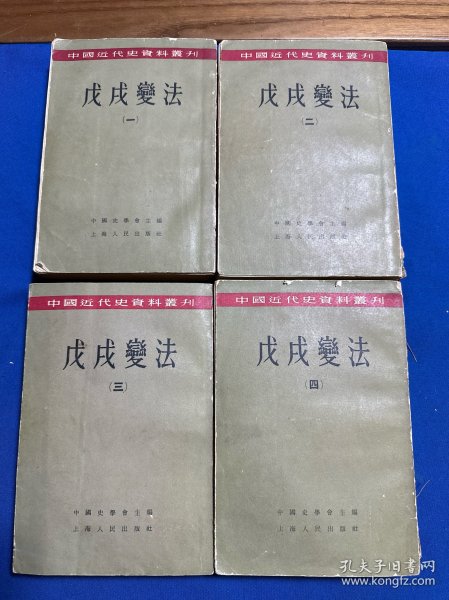 中國近代史資料叢刊
戊戌變法
(一)
中國史學會主編
上海人民出版社
中國近代史資料叢刊
戊戌變法
(二)
中國史學會主編
上海人民出版社
中國近代史資料叢刊
戊戌變法
(三)
中國史學會主編
上海人民出版社
中國近代史資料叢刊
戊戌變法
(四)
中國史學會主編
上海人民出版社
孔夫子旧书网
book.kongfz.com